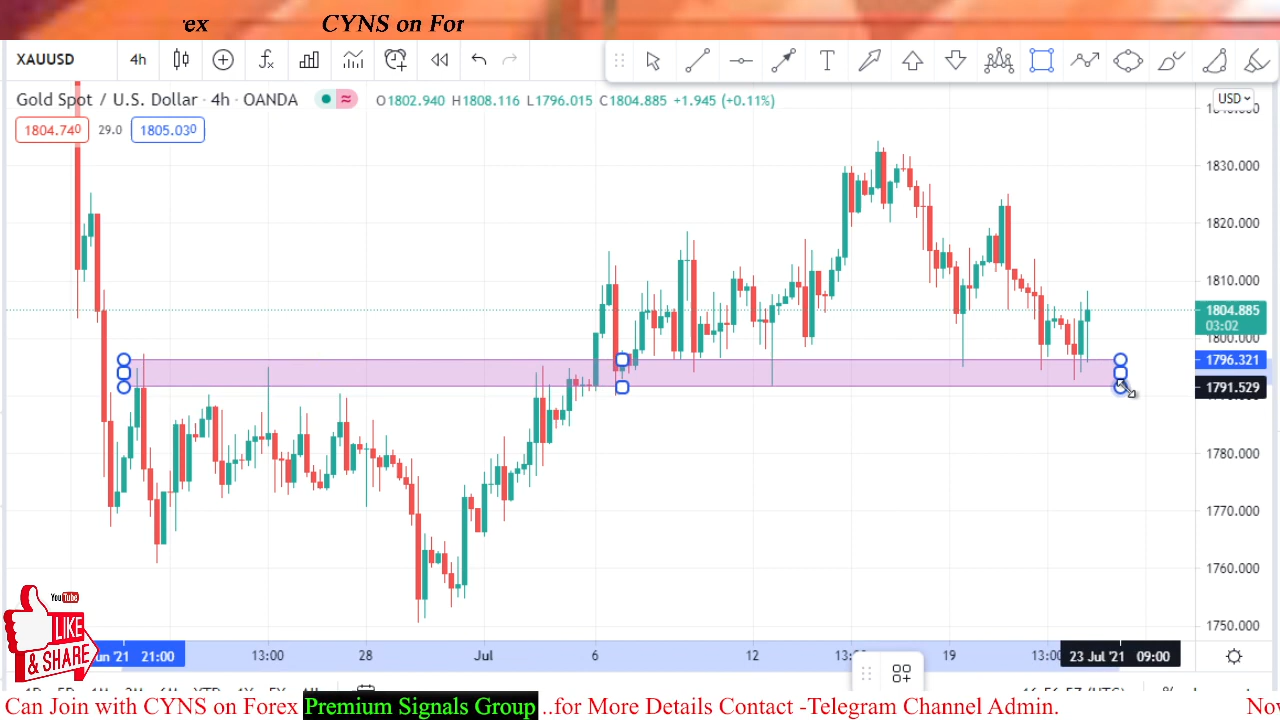 ex CYNS on For
XAUUSD 4h
Gold Spot / U.S. Dollar · 4h · OANDA O1802.940 H1808.116 L1796.015 C1804.885 +1.945 (+0.11%)
USD
1804.740 29.0 1805.030
1830.000
1820.000
1810.000
1804.885
03:02
1800.000
1796.321
1791.529
1780.000
1770.000
1760.000
1750.000
YouTube
LIKE
& SHARE
un '21 21:00 13:00 28 Jul 6 12 13: 19 13:00 23 Jul '21 09:00
Can Join with CYNS on Forex Premium Signals Group ..for More Details Contact -Telegram Channel Admin. Nov